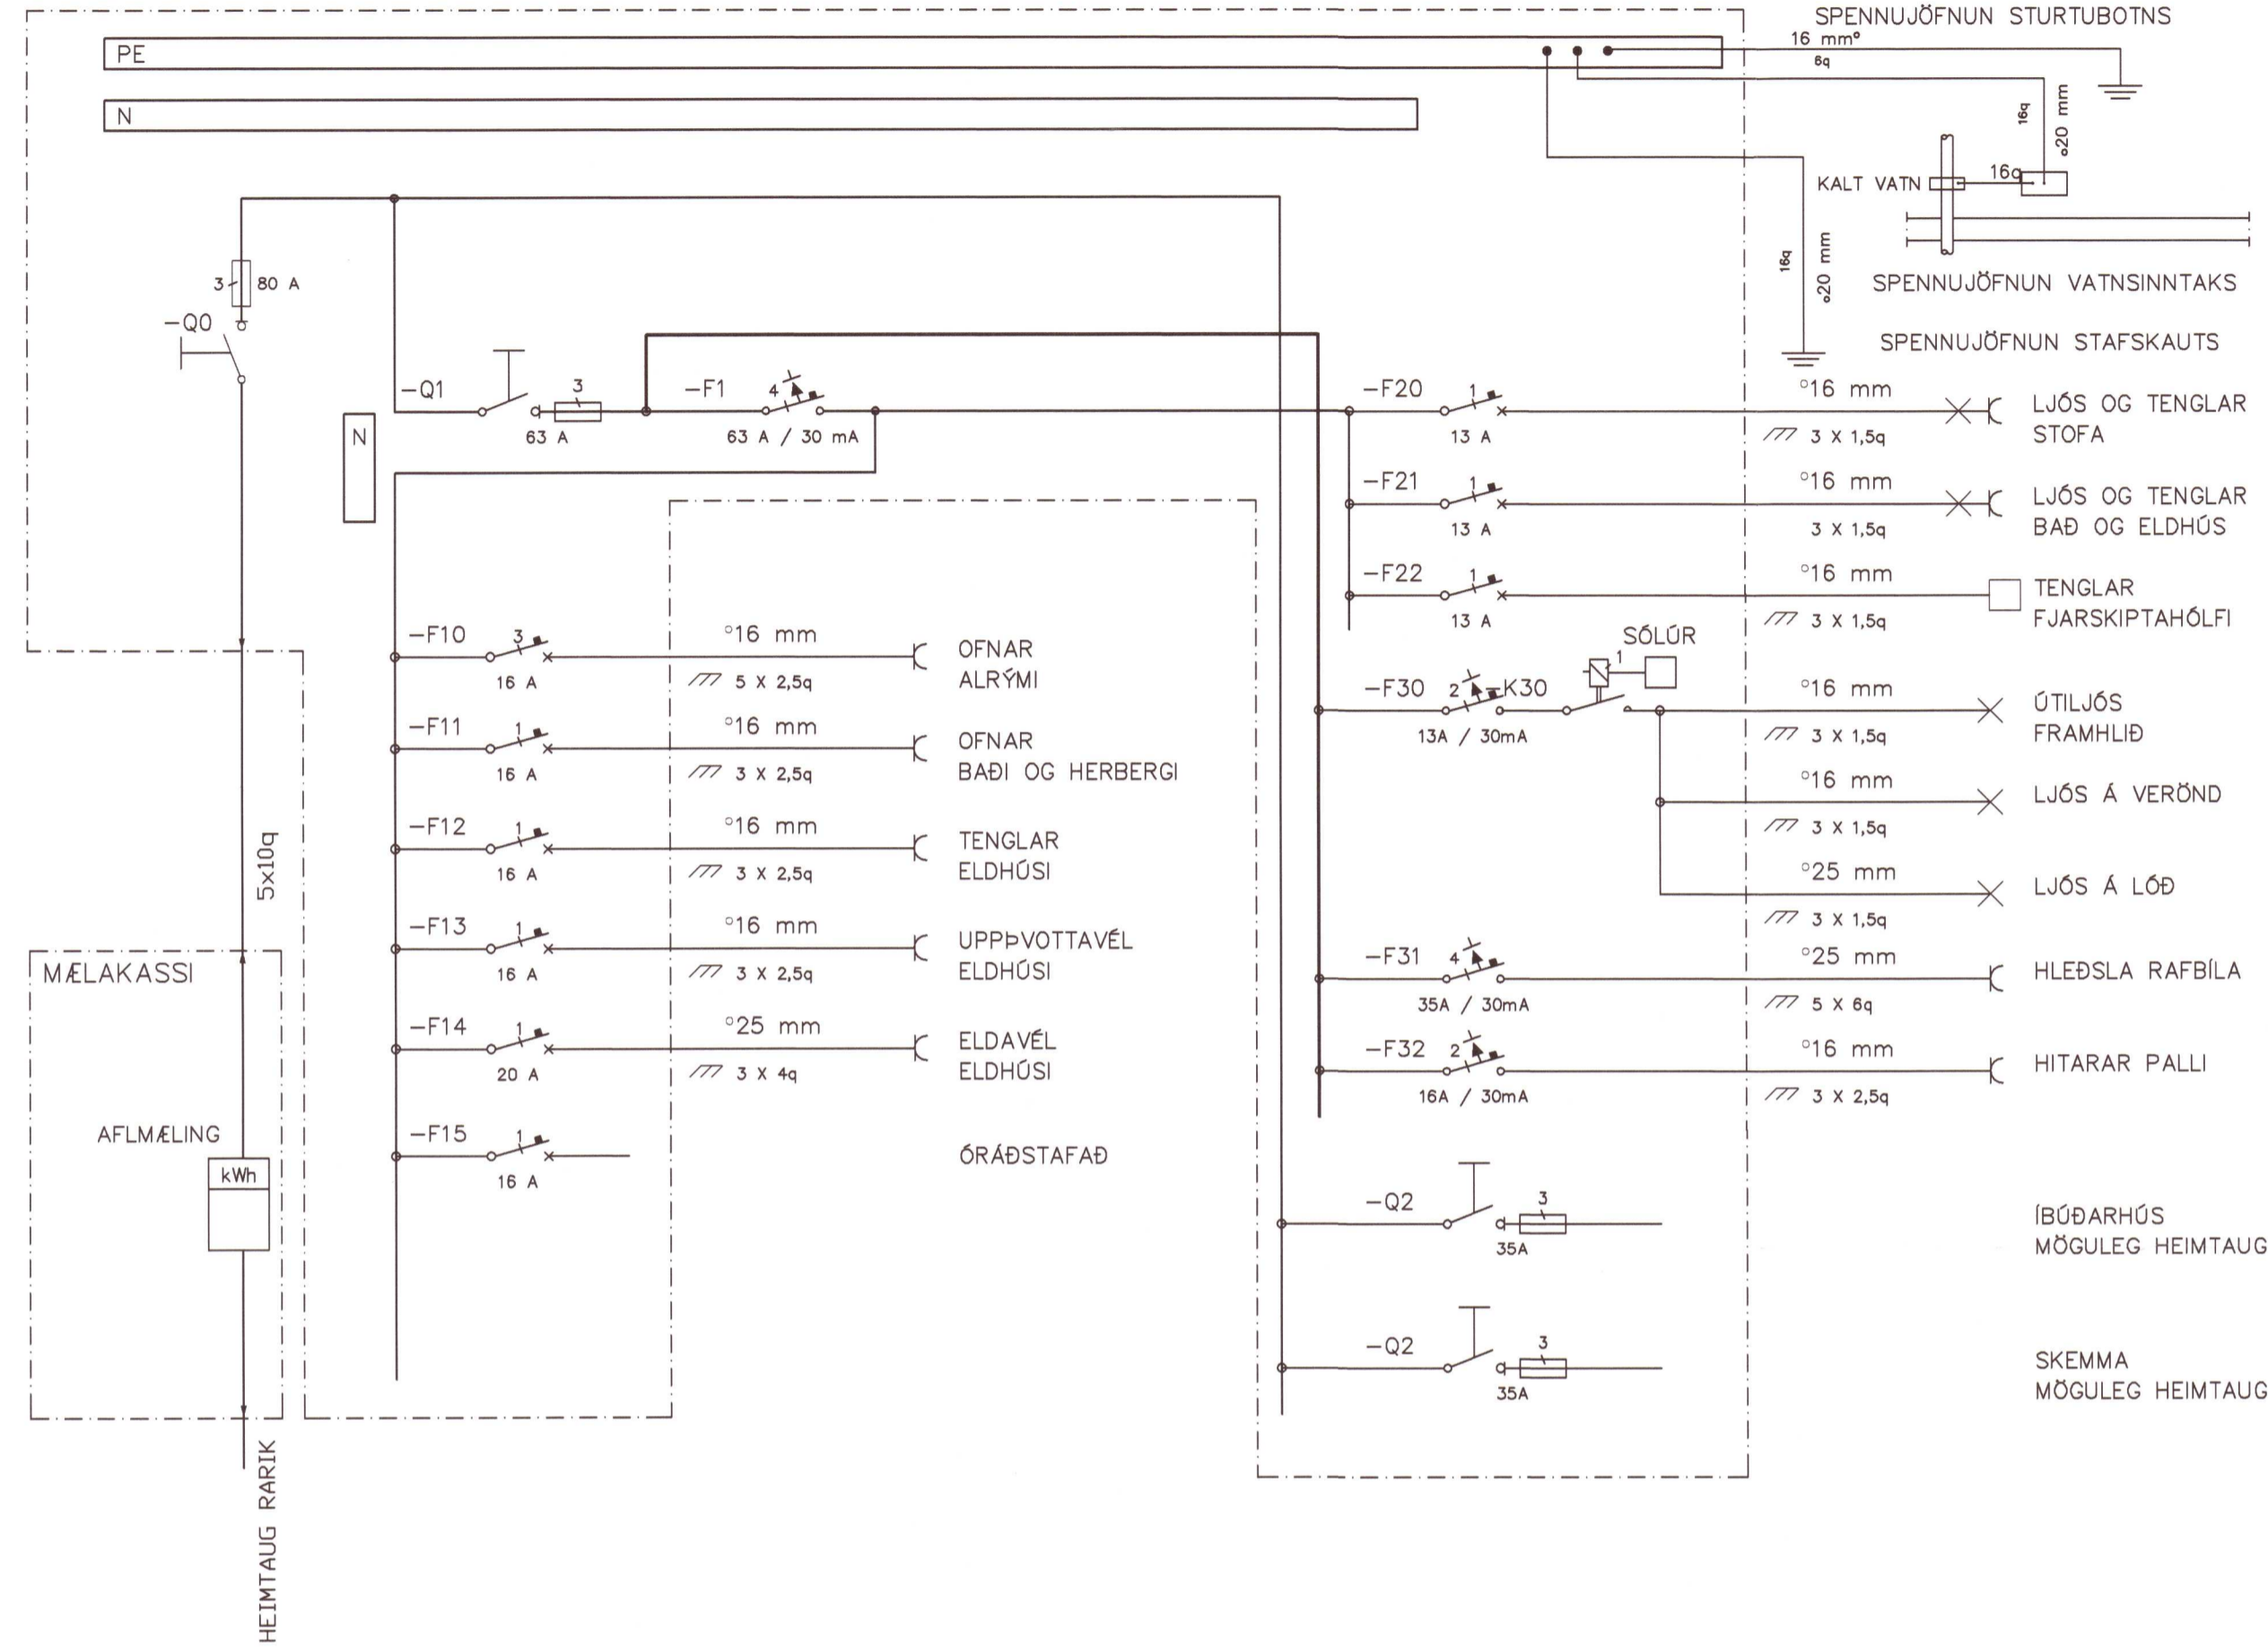 SPENNUJÖFNUN STURTUBOTNS
PE
16 mm°
6q
N
16q
°20 mm
KALT VATN
16q
16q
°20 mm
SPENNUJÖFNUN VATNSINNTAKS
SPENNUJÖFNUN STAFSKAUTS
3
80 A
-Q0
N
-Q1
3
63 A
-F1
4
63 A / 30 mA
-F20
1
13 A
°16 mm
3 X 1,5q
LJÓS OG TENGLAR
STOFA
-F21
1
13 A
°16 mm
3 X 1,5q
LJÓS OG TENGLAR
BAÐ OG ELDHÚS
-F22
1
13 A
°16 mm
3 X 1,5q
TENGLAR
FJARSKIPTAHÓLFI
-F10
3
16 A
°16 mm
5 X 2,5q
OFNAR
ALRÝMI
-F11
1
16 A
°16 mm
3 X 2,5q
OFNAR
BAÐI OG HERBERGI
-F12
1
16 A
°16 mm
3 X 2,5q
TENGLAR
ELDHÚSI
-F13
1
16 A
°16 mm
3 X 2,5q
UPPÞVOTTAVÉL
ELDHÚSI
-F14
1
20 A
°25 mm
3 X 4q
ELDAVÉL
ELDHÚSI
-F15
1
16 A
ÓRÁÐSTAFAÐ
SÓLÚR
1
-F30
2
-K30
13A / 30mA
°16 mm
3 X 1,5q
ÚTILJÓS
FRAMHLIÐ
°16 mm
3 X 1,5q
LJÓS Á VERÖND
°25 mm
3 X 1,5q
LJÓS Á LÓÐ
-F31
4
35A / 30mA
°25 mm
5 X 6q
HLEÐSLA RAFBÍLA
-F32
2
16A / 30mA
°16 mm
3 X 2,5q
HITARAR PALLI
-Q2
3
35A
ÍBÚÐARHÚS
MÖGULEG HEIMTAUG
-Q2
3
35A
SKEMMA
MÖGULEG HEIMTAUG
5x10q
MÆLAKASSI
AFLMÆLING
kWh
HEIMTAUG RARIK